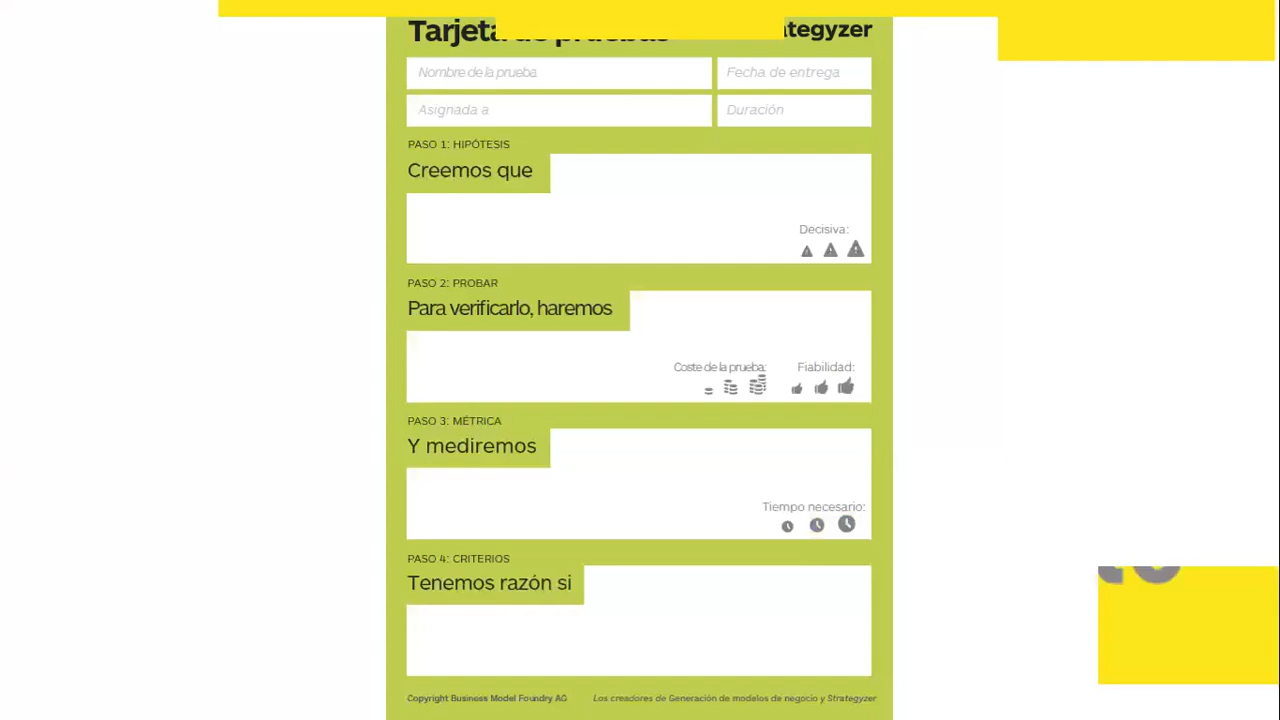 Tarjeta de pruebas
tegyzer
Nombre de la prueba
Fecha de entrega
Asignada a
Duración
PASO 1: HIPÓTESIS
Creemos que
Decisiva:
PASO 2: PROBAR
Para verificarlo, haremos
Coste de la prueba:
Fiabilidad:
PASO 3: MÉTRICA
Y mediremos
Tiempo necesario:
PASO 4: CRITERIOS
Tenemos razón si
Copyright Business Model Foundry AG
Los creadores de Generación de modelos de negocio y Strategyzer